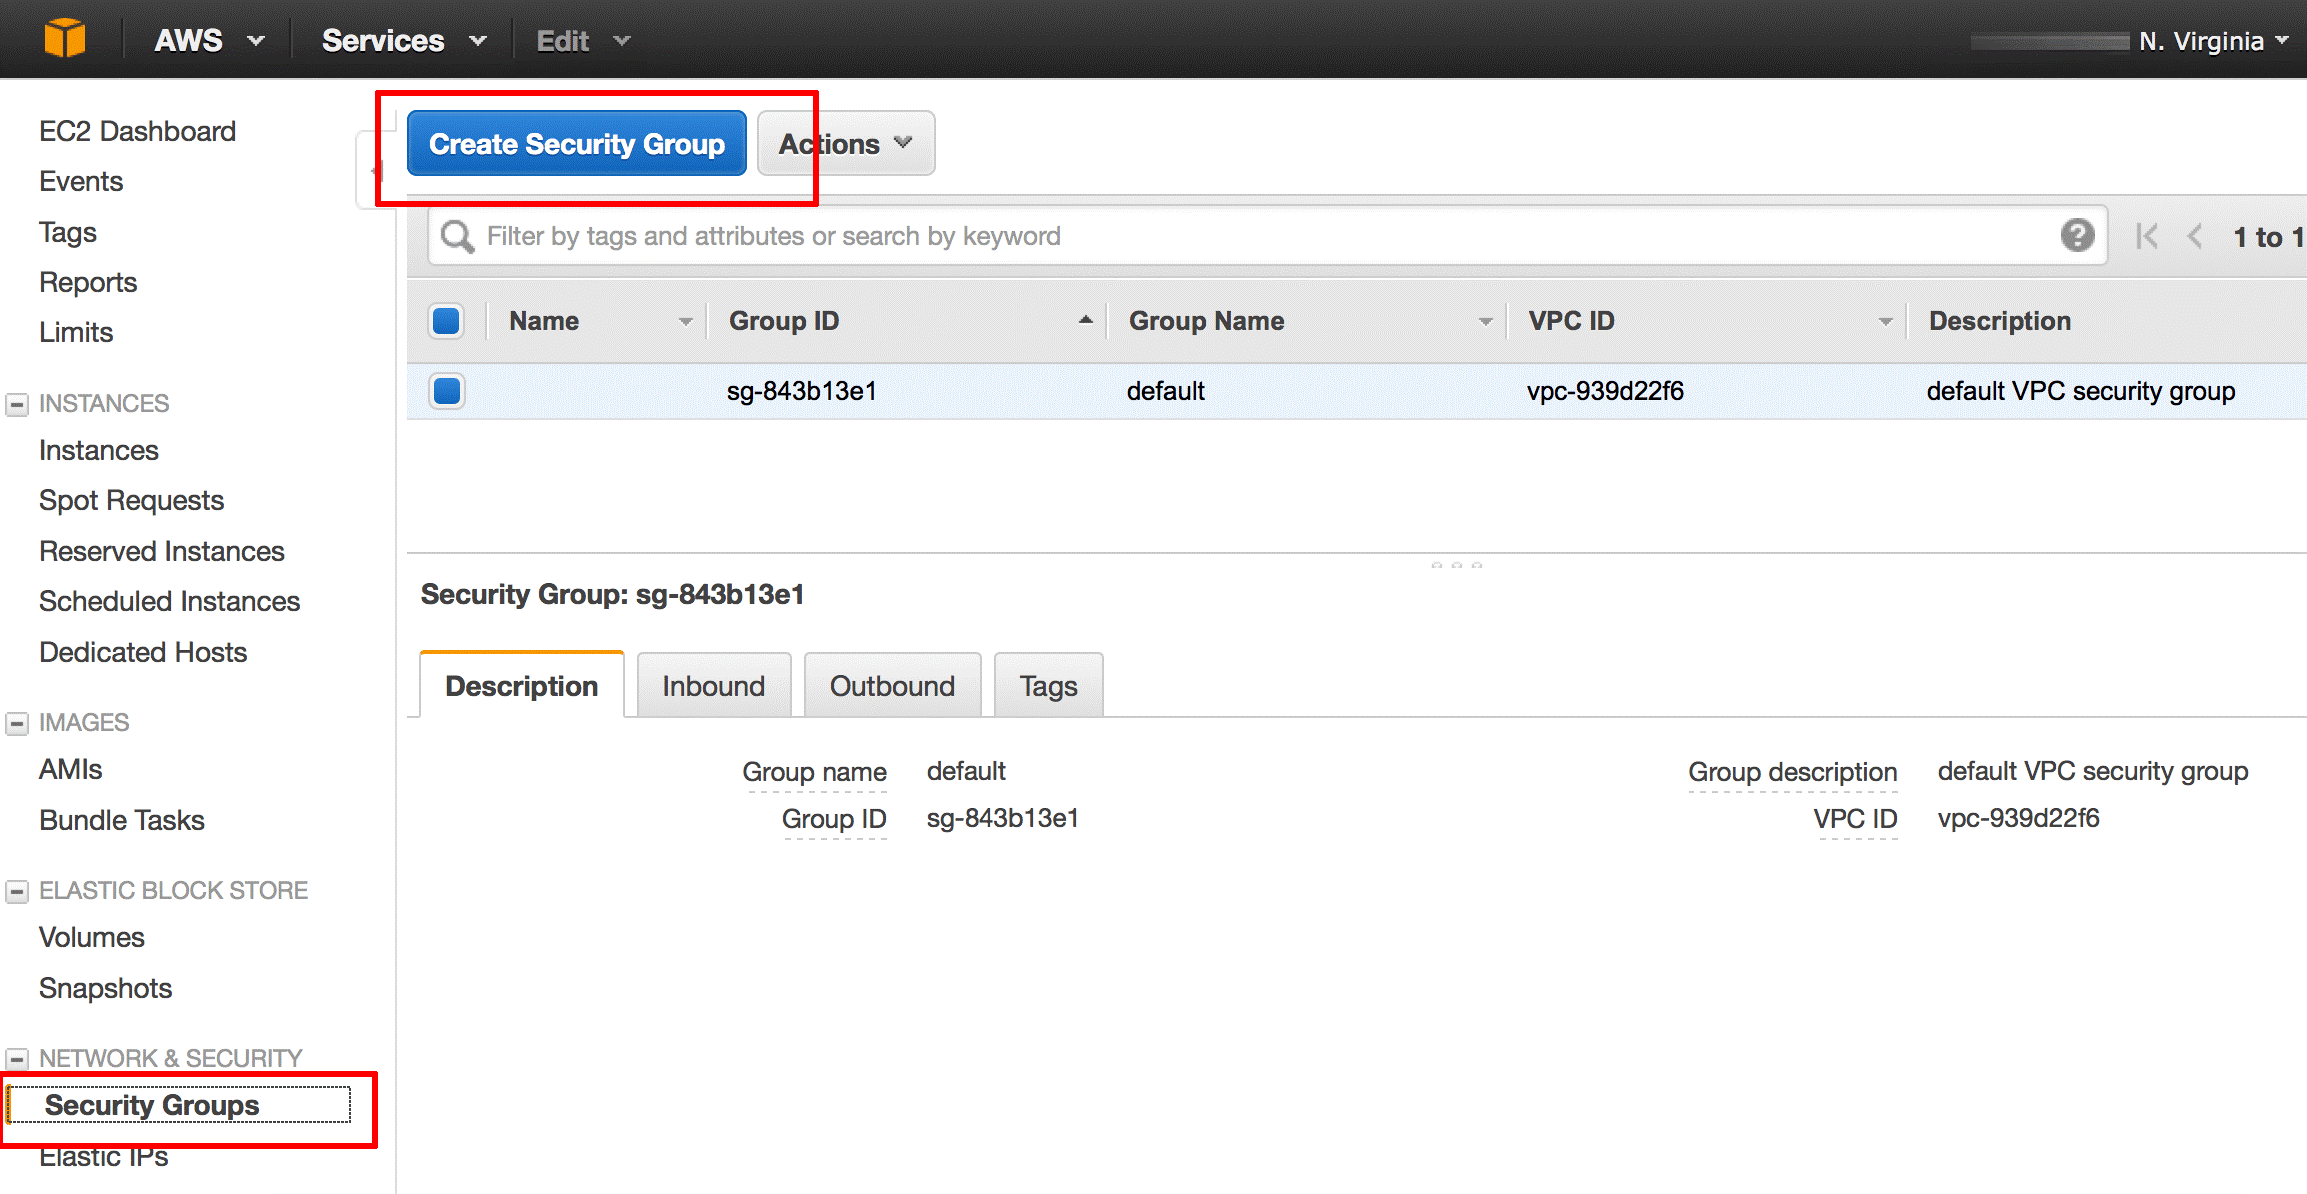 AWS Services Edit N. Virginia
EC2 Dashboard
Events
Tags
Reports
Limits
INSTANCES
Instances
Spot Requests
Reserved Instances
Scheduled Instances
Dedicated Hosts
IMAGES
AMIs
Bundle Tasks
ELASTIC BLOCK STORE
Volumes
Snapshots
NETWORK & SECURITY
Security Groups
Elastic IPs
Create Security Group Actions
Filter by tags and attributes or search by keyword 1 to 1
Name Group ID Group Name VPC ID Description
sg-843b13e1 default vpc-939d22f6 default VPC security group
Security Group: sg-843b13e1
Description Inbound Outbound Tags
Group name default Group description default VPC security group
Group ID sg-843b13e1 VPC ID vpc-939d22f6